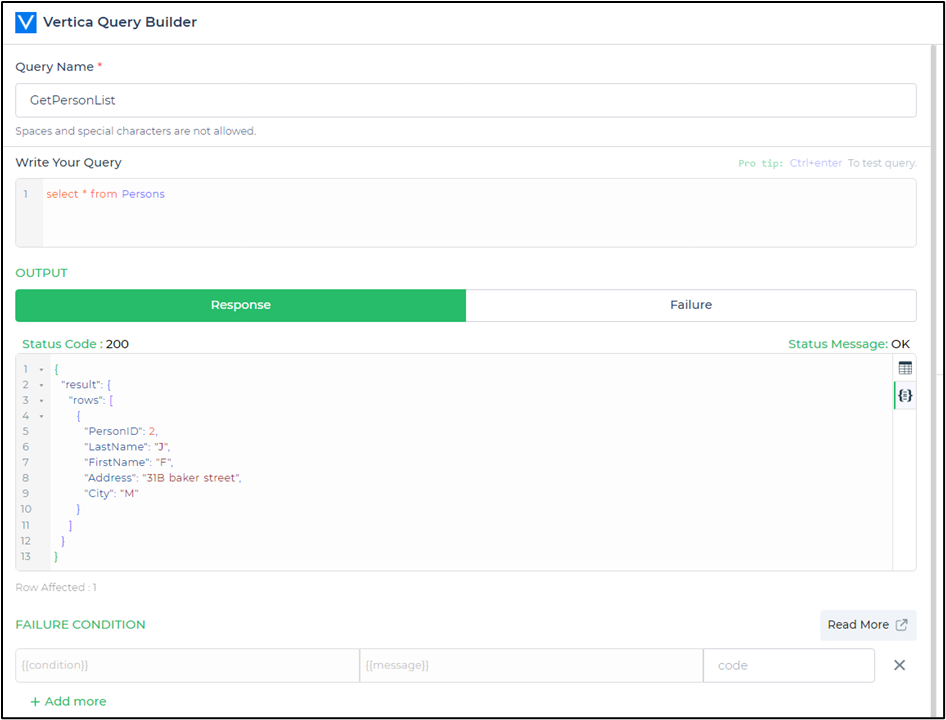 Vertica Query Builder
Query Name *
GetPersonList
Spaces and special characters are not allowed.
Write Your Query
Pro tip: Ctrl+enter To test query.
1 select * from Persons
OUTPUT
Response Failure
Status Code : 200 Status Message: OK
1 {
2 "result": {
3 "rows": [
4 {
5 "PersonID": 2,
6 "LastName": "J",
7 "FirstName": "F",
8 "Address": "31B baker street",
9 "City": "M"
10 }
11 ]
12 }
13 }
Row Affected : 1
FAILURE CONDITION Read More
{{condition}} {{message}} code
+ Add more